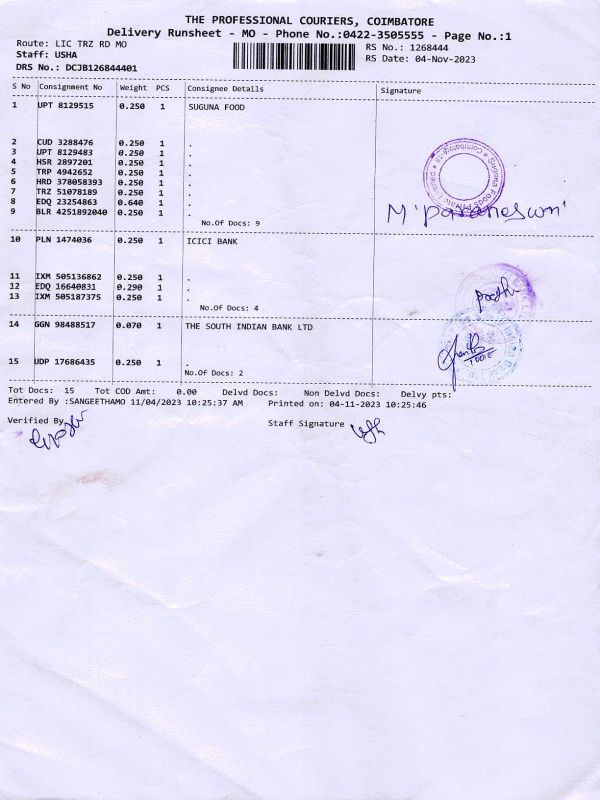 THE PROFESSIONAL COURIERS, COIMBATORE
Delivery Runsheet - MO - Phone No.:0422-3505555 - Page No.:1
Route: LIC TRZ RD MO
RS No.: 1268444
Staff: USHA
RS Date: 04-Nov-2023
DRS No.: DCJB126844401
S No Consignment No Weight PCS Consignee Details Signature
1 UPT 8129515 0.250 1 SUGUNA FOOD
2 CUD 3288476 0.250 1 .
3 UPT 8129483 0.250 1 .
4 HSR 2897201 0.250 1 .
5 TRP 4942652 0.250 1 .
6 HRD 378058393 0.250 1 .
7 TRZ 51078189 0.250 1 .
8 EDQ 23254863 0.640 1 .
9 BLR 4251892040 0.250 1 .
No.Of Docs: 9
10 PLN 1474036 0.250 1 ICICI BANK
11 IXM 505136862 0.250 1 .
12 EDQ 16640831 0.290 1 .
13 IXM 505187375 0.250 1 .
No.Of Docs: 4
14 GGN 98488517 0.070 1 THE SOUTH INDIAN BANK LTD
15 UDP 17686435 0.250 1 .
No.Of Docs: 2
Tot Docs: 15 Tot COD Amt: 0.00 Delvd Docs: Non Delvd Docs: Delvy pts:
Entered By :SANGEETHAMO 11/04/2023 10:25:37 AM Printed on: 04-11-2023 10:25:46
Verified By
Staff Signature